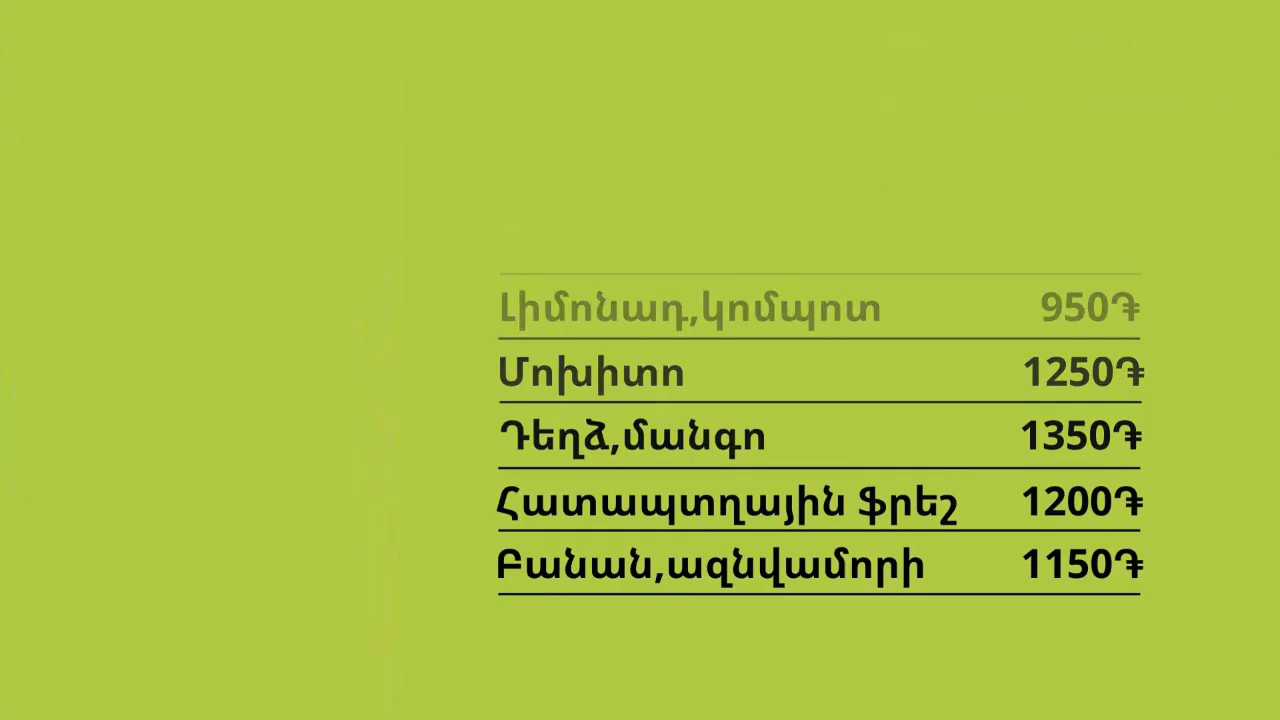 Լիմոնադ,կոմպոտ 950֏
Մոխիտո 1250֏
Դեղձ,մանգո 1350֏
Հատապտղային ֆրեշ 1200֏
Բանան,ազնվամորի 1150֏